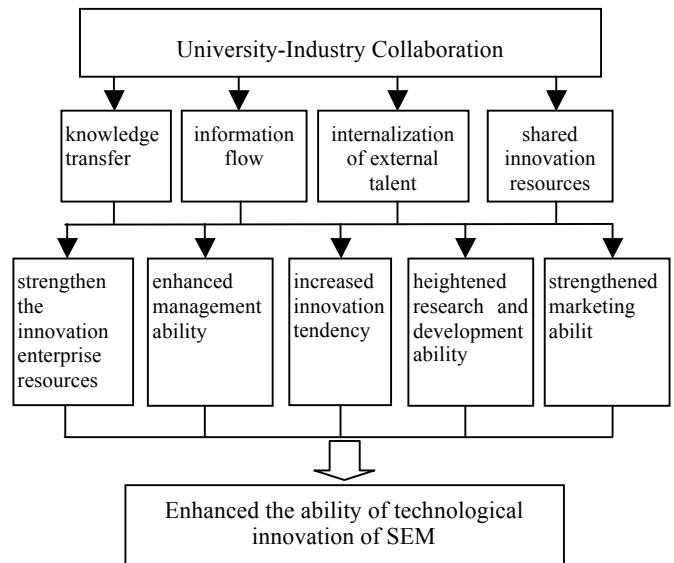 University-Industry Collaboration
knowledge
transfer
information
flow
internalization
of external
talent
shared
innovation
resources
strengthen
the
innovation
enterprise
resources
enhanced
management
ability
increased
innovation
tendency
heightened
research and
development
ability
strengthened
marketing
abilit
Enhanced the ability of technological
innovation of SEM